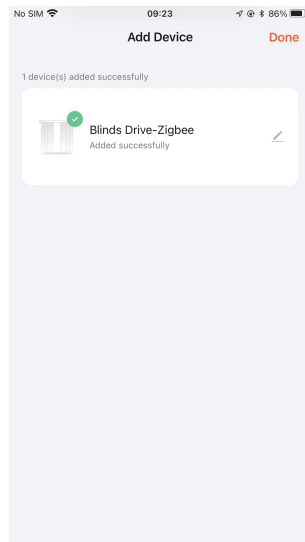 No SIM 09:23 86%
Add Device Done
1 device(s) added successfully
Blinds Drive-Zigbee
Added successfully